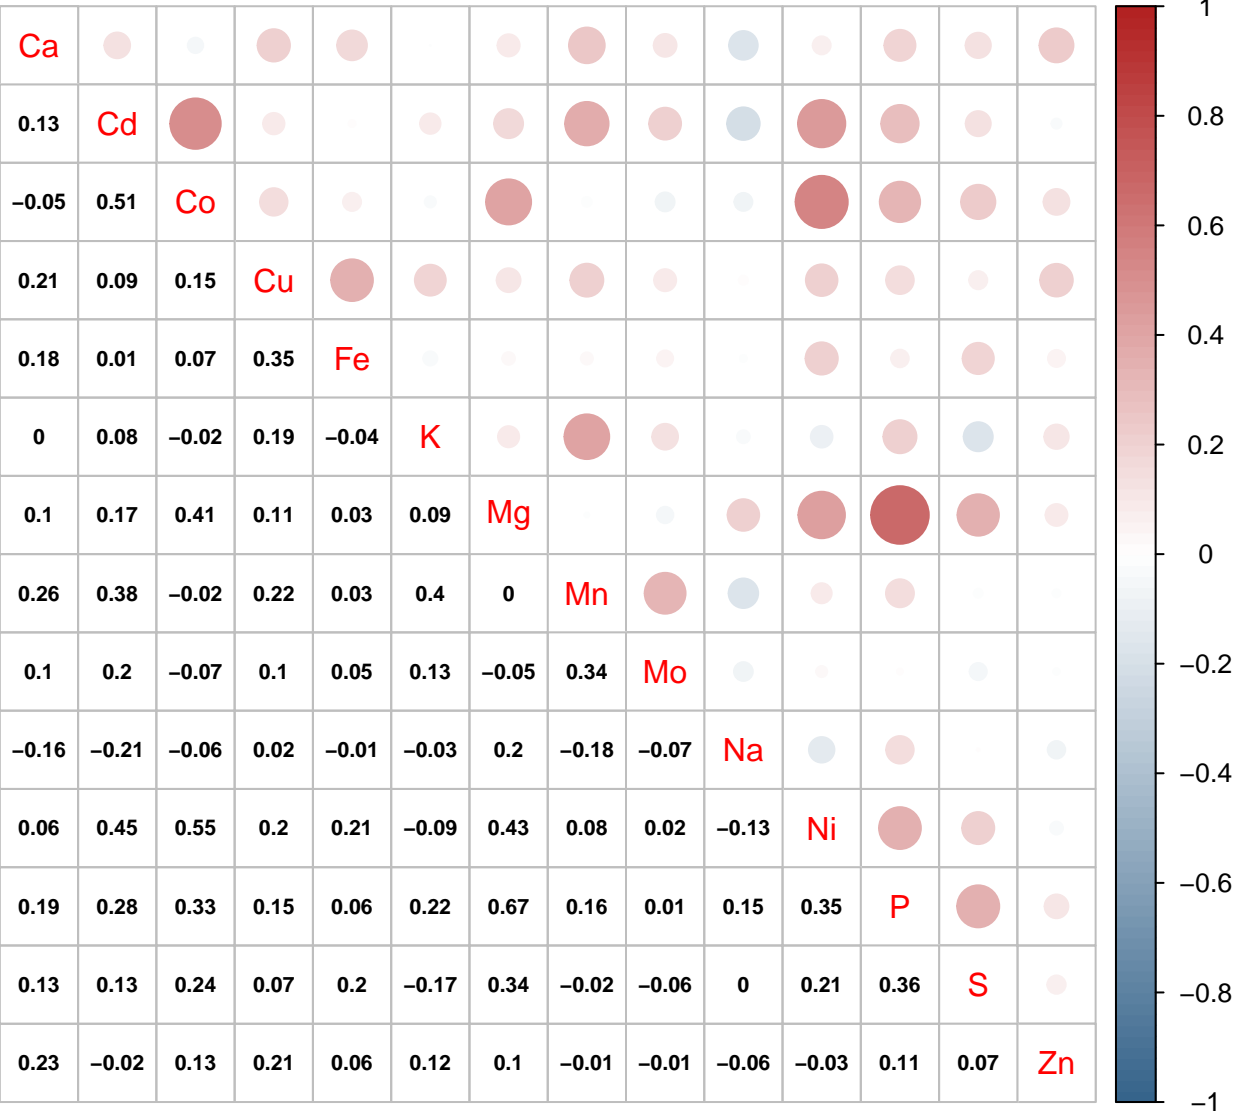 Ca
0.13 Cd
−0.05 0.51 Co
0.21 0.09 0.15 Cu
0.18 0.01 0.07 0.35 Fe
0 0.08 −0.02 0.19 −0.04 K
0.1 0.17 0.41 0.11 0.03 0.09 Mg
0.26 0.38 −0.02 0.22 0.03 0.4 0 Mn
0.1 0.2 −0.07 0.1 0.05 0.13 −0.05 0.34 Mo
−0.16 −0.21 −0.06 0.02 −0.01 −0.03 0.2 −0.18 −0.07 Na
0.06 0.45 0.55 0.2 0.21 −0.09 0.43 0.08 0.02 −0.13 Ni
0.19 0.28 0.33 0.15 0.06 0.22 0.67 0.16 0.01 0.15 0.35 P
0.13 0.13 0.24 0.07 0.2 −0.17 0.34 −0.02 −0.06 0 0.21 0.36 S
0.23 −0.02 0.13 0.21 0.06 0.12 0.1 −0.01 −0.01 −0.06 −0.03 0.11 0.07 Zn
1
0.8
0.6
0.4
0.2
0
−0.2
−0.4
−0.6
−0.8
−1